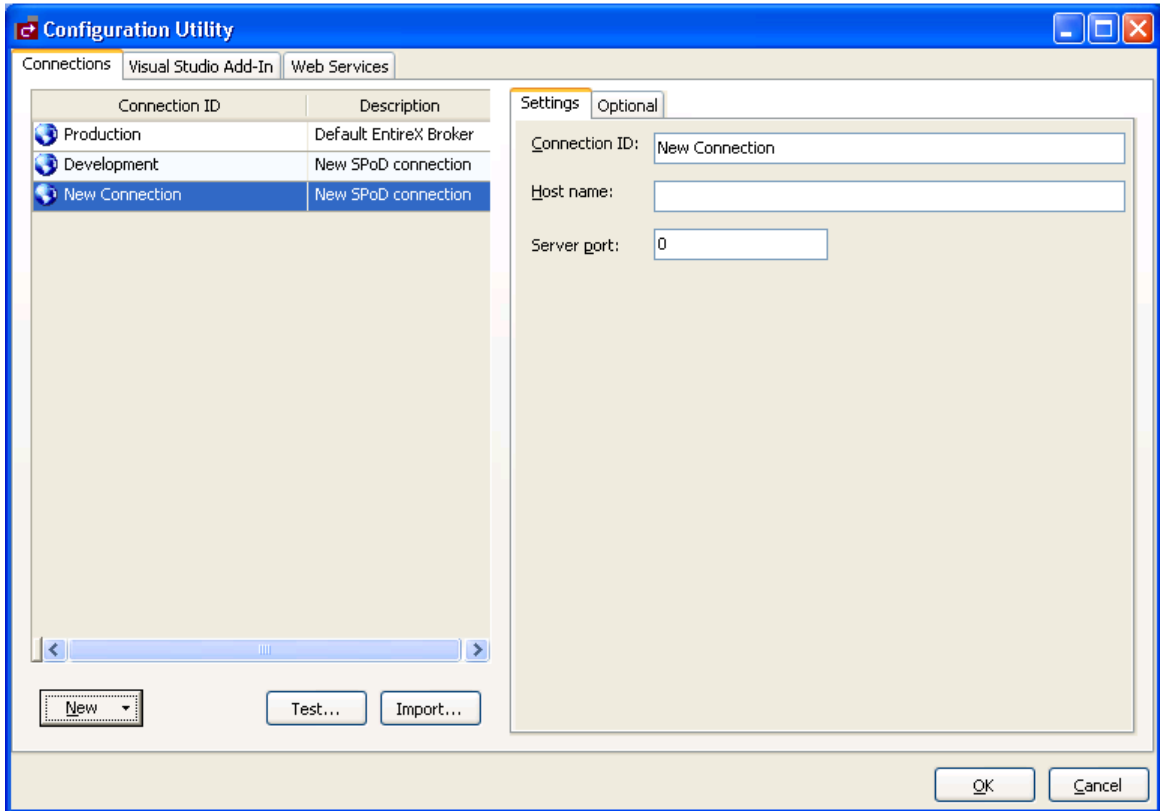 Configuration Utility
Connections Visual Studio Add-In Web Services
Connection ID Description
Production Default EntireX Broker
Development New SPoD connection
New Connection New SPoD connection
New Test... Import...
Settings Optional
Connection ID: New Connection
Host name:
Server port: 0
OK Cancel